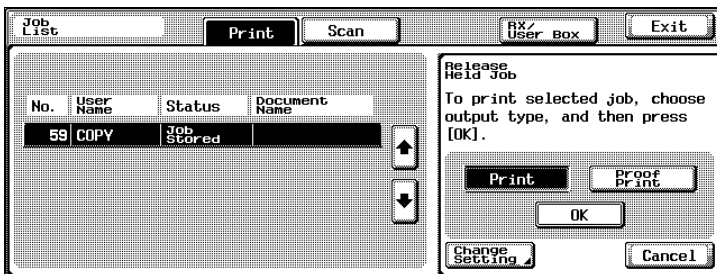 Job
List
Print
Scan
RX/
User Box
Exit
No.
User
Name
Status
Document
Name
59
COPY
Job
Stored
Release
Held Job
To print selected job, choose
output type, and then press
[OK].
Print
Proof
Print
OK
Change
Setting
Cancel